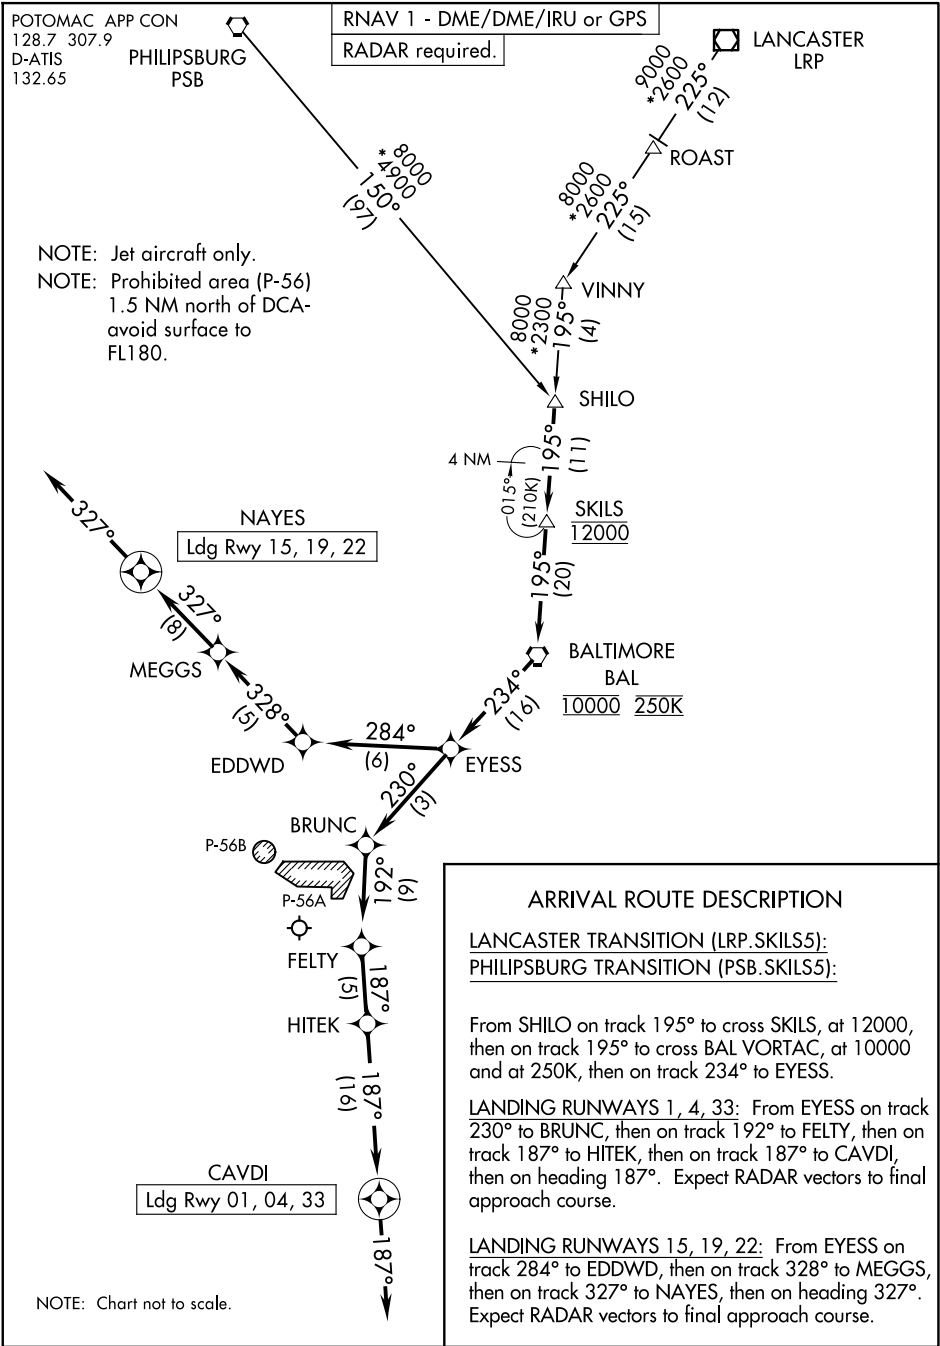 POTOMAC APP CON
128.7 307.9
D-ATIS
132.65
PHILIPSBURG
PSB
RNAV 1 - DME/DME/IRU or GPS
RADAR required.
LANCASTER
LRP
9000
*2600
225°
(12)
ROAST
8000
*4900
150°
(97)
8000
*2600
225°
(15)
NOTE: Jet aircraft only.
NOTE: Prohibited area (P-56)
1.5 NM north of DCA-
avoid surface to
FL180.
VINNY
8000
*2300
195°
(4)
SHILO
195°
(11)
4 NM
015°
(210K)
SKILS
12000
195°
(20)
327°
NAYES
Ldg Rwy 15, 19, 22
327°
(8)
MEGGS
BALTIMORE
BAL
10000 250K
234°
(16)
328°
(5)
EDDWD
284°
(6)
EYESS
230°
(3)
BRUNC
P-56B
P-56A
192°
(9)
FELTY
187°
(5)
HITEK
187°
(16)
CAVDI
Ldg Rwy 01, 04, 33
187°
NOTE: Chart not to scale.
ARRIVAL ROUTE DESCRIPTION
LANCASTER TRANSITION (LRP.SKILS5):
PHILIPSBURG TRANSITION (PSB.SKILS5):
From SHILO on track 195° to cross SKILS, at 12000,
then on track 195° to cross BAL VORTAC, at 10000
and at 250K, then on track 234° to EYESS.
LANDING RUNWAYS 1, 4, 33: From EYESS on track
230° to BRUNC, then on track 192° to FELTY, then on
track 187° to HITEK, then on track 187° to CAVDI,
then on heading 187°. Expect RADAR vectors to final
approach course.
LANDING RUNWAYS 15, 19, 22: From EYESS on
track 284° to EDDWD, then on track 328° to MEGGS,
then on track 327° to NAYES, then on heading 327°.
Expect RADAR vectors to final approach course.